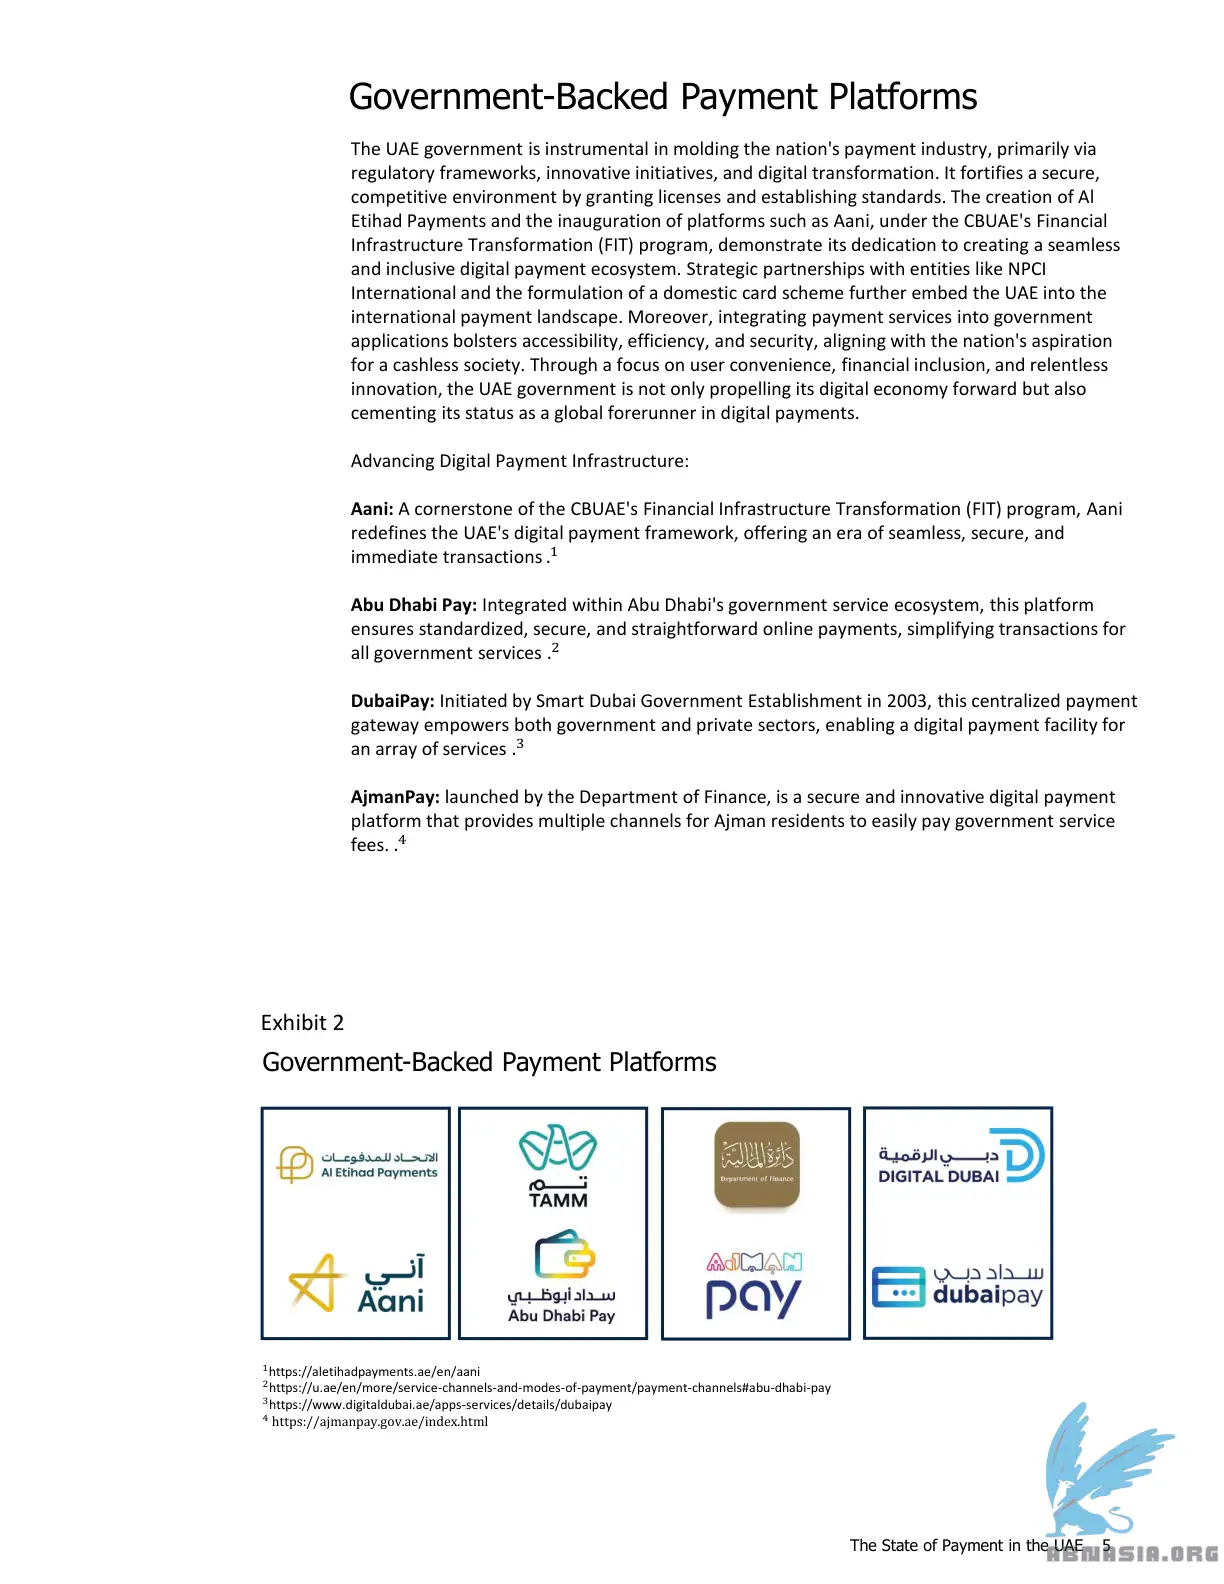 Government-Backed Payment Platforms
The UAE government is instrumental in molding the nation's payment industry, primarily via
regulatory frameworks, innovative initiatives, and digital transformation. It fortifies a secure,
competitive environment by granting licenses and establishing standards. The creation of Al
Etihad Payments and the inauguration of platforms such as Aani, under the CBUAE's Financial
Infrastructure Transformation (FIT) program, demonstrate its dedication to creating a seamless
and inclusive digital payment ecosystem. Strategic partnerships with entities like NPCI
International and the formulation of a domestic card scheme further embed the UAE into the
international payment landscape. Moreover, integrating payment services into government
applications bolsters accessibility, efficiency, and security, aligning with the nation's aspiration
for a cashless society. Through a focus on user convenience, financial inclusion, and relentless
innovation, the UAE government is not only propelling its digital economy forward but also
cementing its status as a global forerunner in digital payments.
Advancing Digital Payment Infrastructure:
Aani: A cornerstone of the CBUAE's Financial Infrastructure Transformation (FIT) program, Aani
redefines the UAE's digital payment framework, offering an era of seamless, secure, and
immediate transactions .1
Abu Dhabi Pay: Integrated within Abu Dhabi's government service ecosystem, this platform
ensures standardized, secure, and straightforward online payments, simplifying transactions for
all government services .2
DubaiPay: Initiated by Smart Dubai Government Establishment in 2003, this centralized payment
gateway empowers both government and private sectors, enabling a digital payment facility for
an array of services .3
AjmanPay: launched by the Department of Finance, is a secure and innovative digital payment
platform that provides multiple channels for Ajman residents to easily pay government service
fees. .4
Exhibit 2
Government-Backed Payment Platforms
الاتحاد للمدفوعات
Al Etihad Payments
آني
Aani
تم
TAMM
سداد أبوظبي
Abu Dhabi Pay
دائرة المالية
Department of Finance
AJMAN
pay
دبي الرقمية
DIGITAL DUBAI
سداد دبي
dubaipay
1https://aletihadpayments.ae/en/aani
2https://u.ae/en/more/service-channels-and-modes-of-payment/payment-channels#abu-dhabi-pay
3https://www.digitaldubai.ae/apps-services/details/dubaipay
4 https://ajmanpay.gov.ae/index.html
The State of Payment in the UAE 5
ABMASIA.ORG